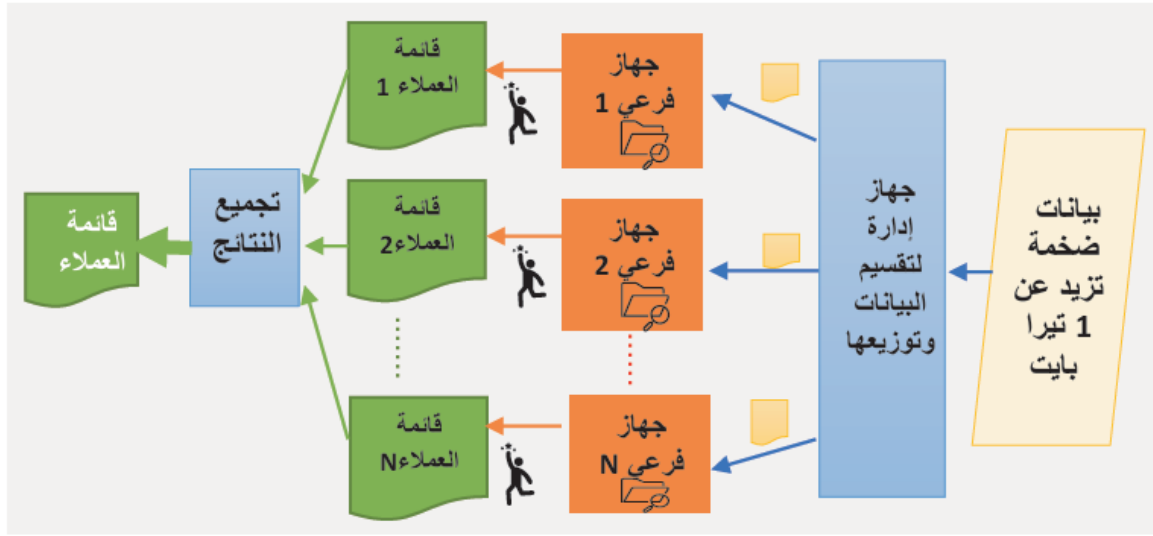 بيانات
ضخمة
تزيد عن
1 تيرا
بايت
جهاز
إدارة
لتقسيم
البيانات
وتوزيعها
جهاز
فرعي 1
قائمة
العملاء 1
جهاز
فرعي 2
قائمة
العملاء2
جهاز
فرعي N
قائمة
العملاءN
تجميع
النتائج
قائمة
العملاء